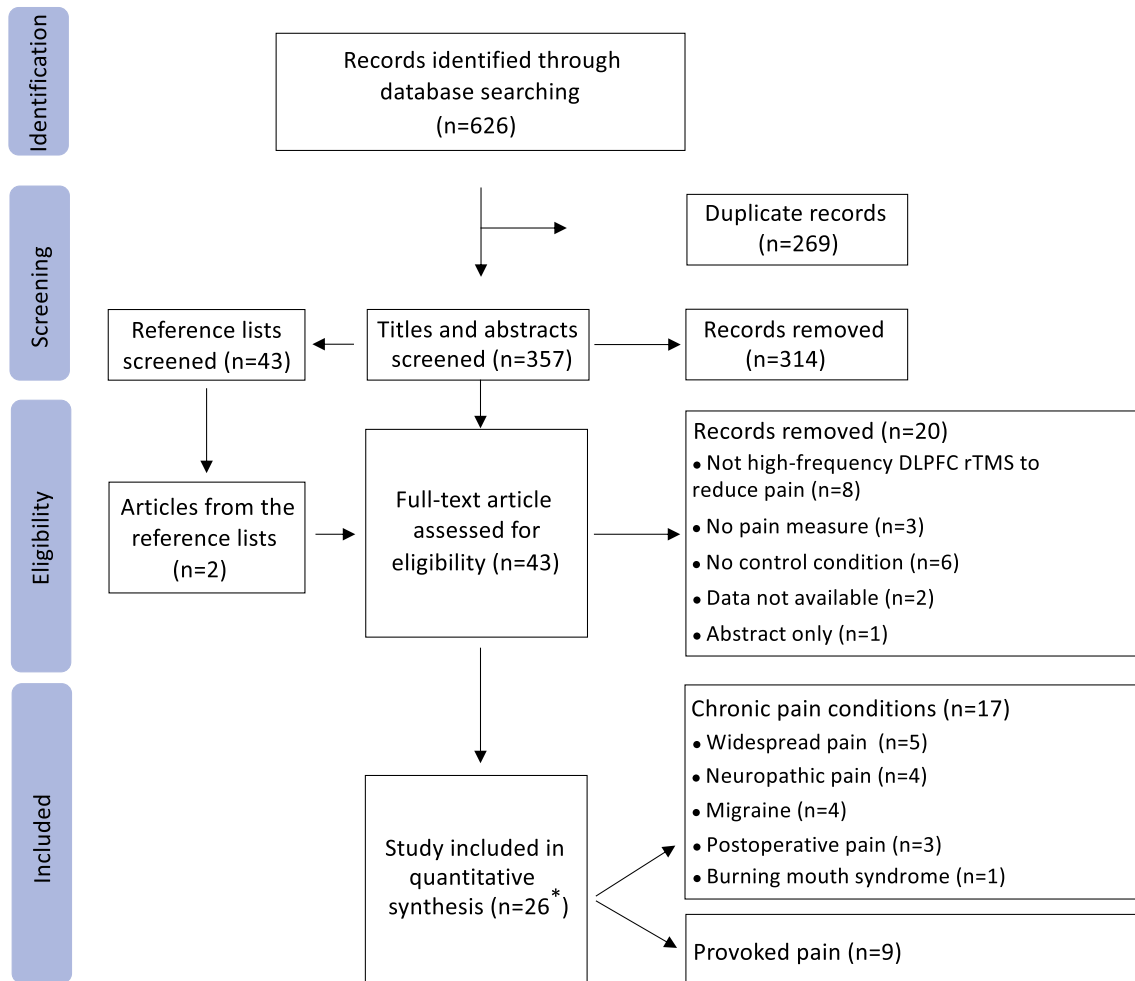 Identification
Records identified through
database searching
(n=626)
Screening
Duplicate records
(n=269)
Reference lists
screened (n=43)
Titles and abstracts
screened (n=357)
Records removed
(n=314)
Eligibility
Articles from the
reference lists
(n=2)
Full-text article
assessed for
eligibility (n=43)
Records removed (n=20)
• Not high-frequency DLPFC rTMS to
reduce pain (n=8)
• No pain measure (n=3)
• No control condition (n=6)
• Data not available (n=2)
• Abstract only (n=1)
Included
Study included in
quantitative
synthesis (n=26*)
Chronic pain conditions (n=17)
• Widespread pain (n=5)
• Neuropathic pain (n=4)
• Migraine (n=4)
• Postoperative pain (n=3)
• Burning mouth syndrome (n=1)
Provoked pain (n=9)